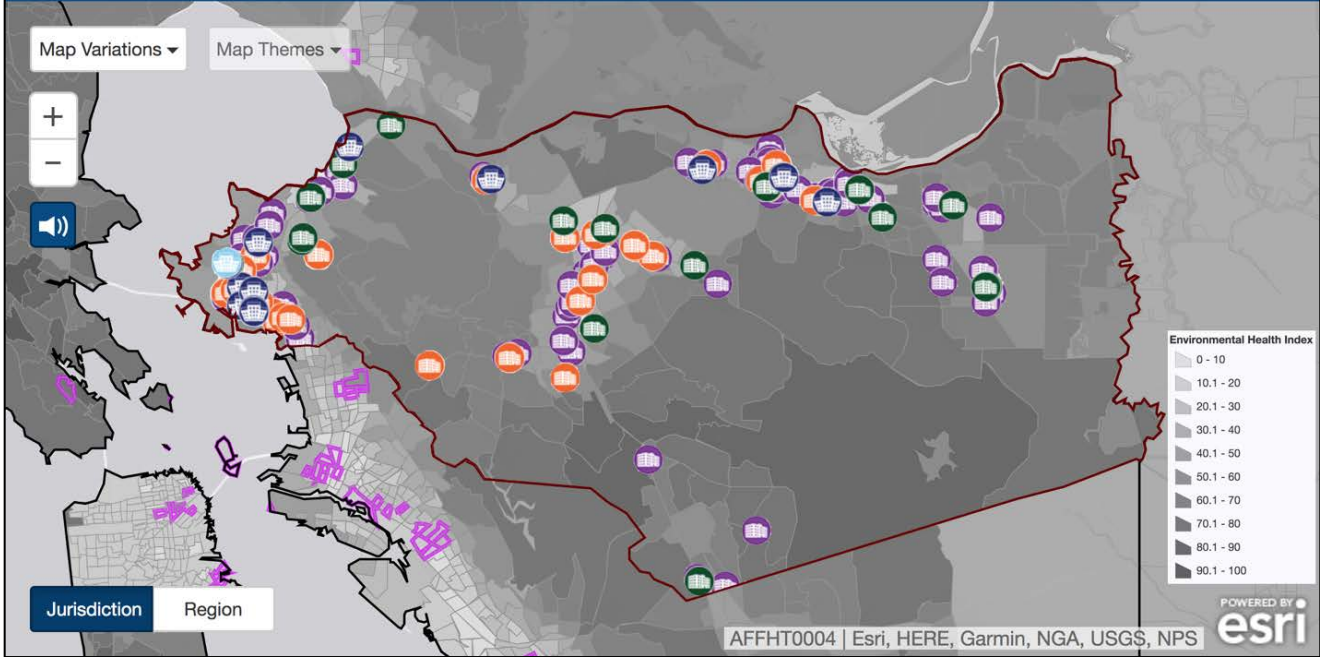 Map Variations
Map Themes
+
−
Environmental Health Index
0 - 10
10.1 - 20
20.1 - 30
30.1 - 40
40.1 - 50
50.1 - 60
60.1 - 70
70.1 - 80
80.1 - 90
90.1 - 100
Jurisdiction
Region
POWERED BY
esri
AFFHT0004 | Esri, HERE, Garmin, NGA, USGS, NPS